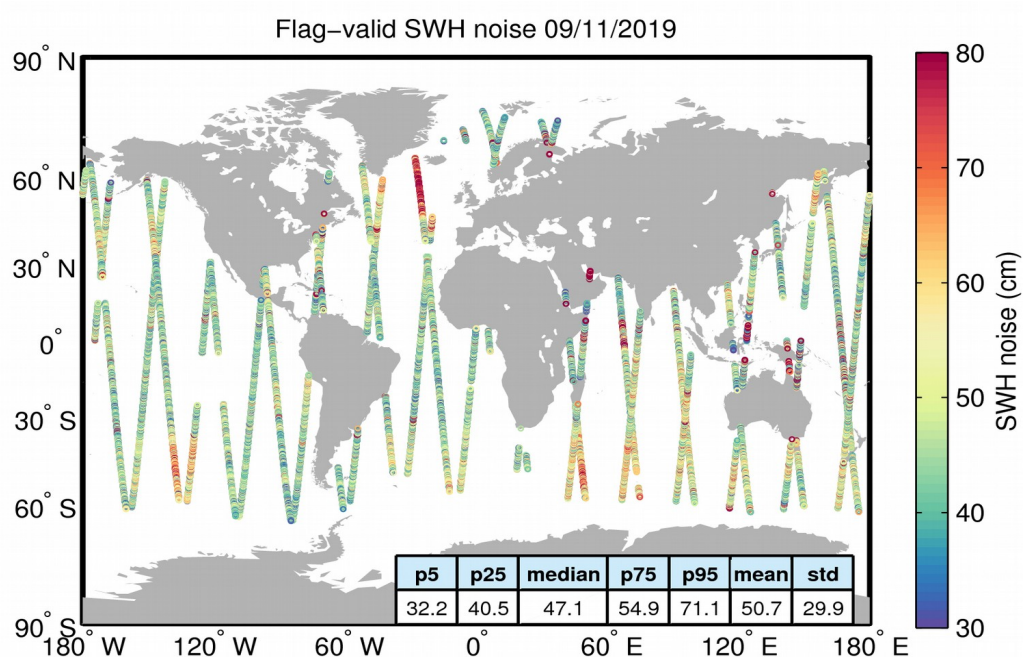 Flag−valid SWH noise 09/11/2019
90° N
60° N
30° N
0°
30° S
60° S
90° S
180° W 120° W 60° W 0° 60° E 120° E 180° E
p5 p25 median p75 p95 mean std
32.2 40.5 47.1 54.9 71.1 50.7 29.9
80
70
60
50
40
30
SWH noise (cm)